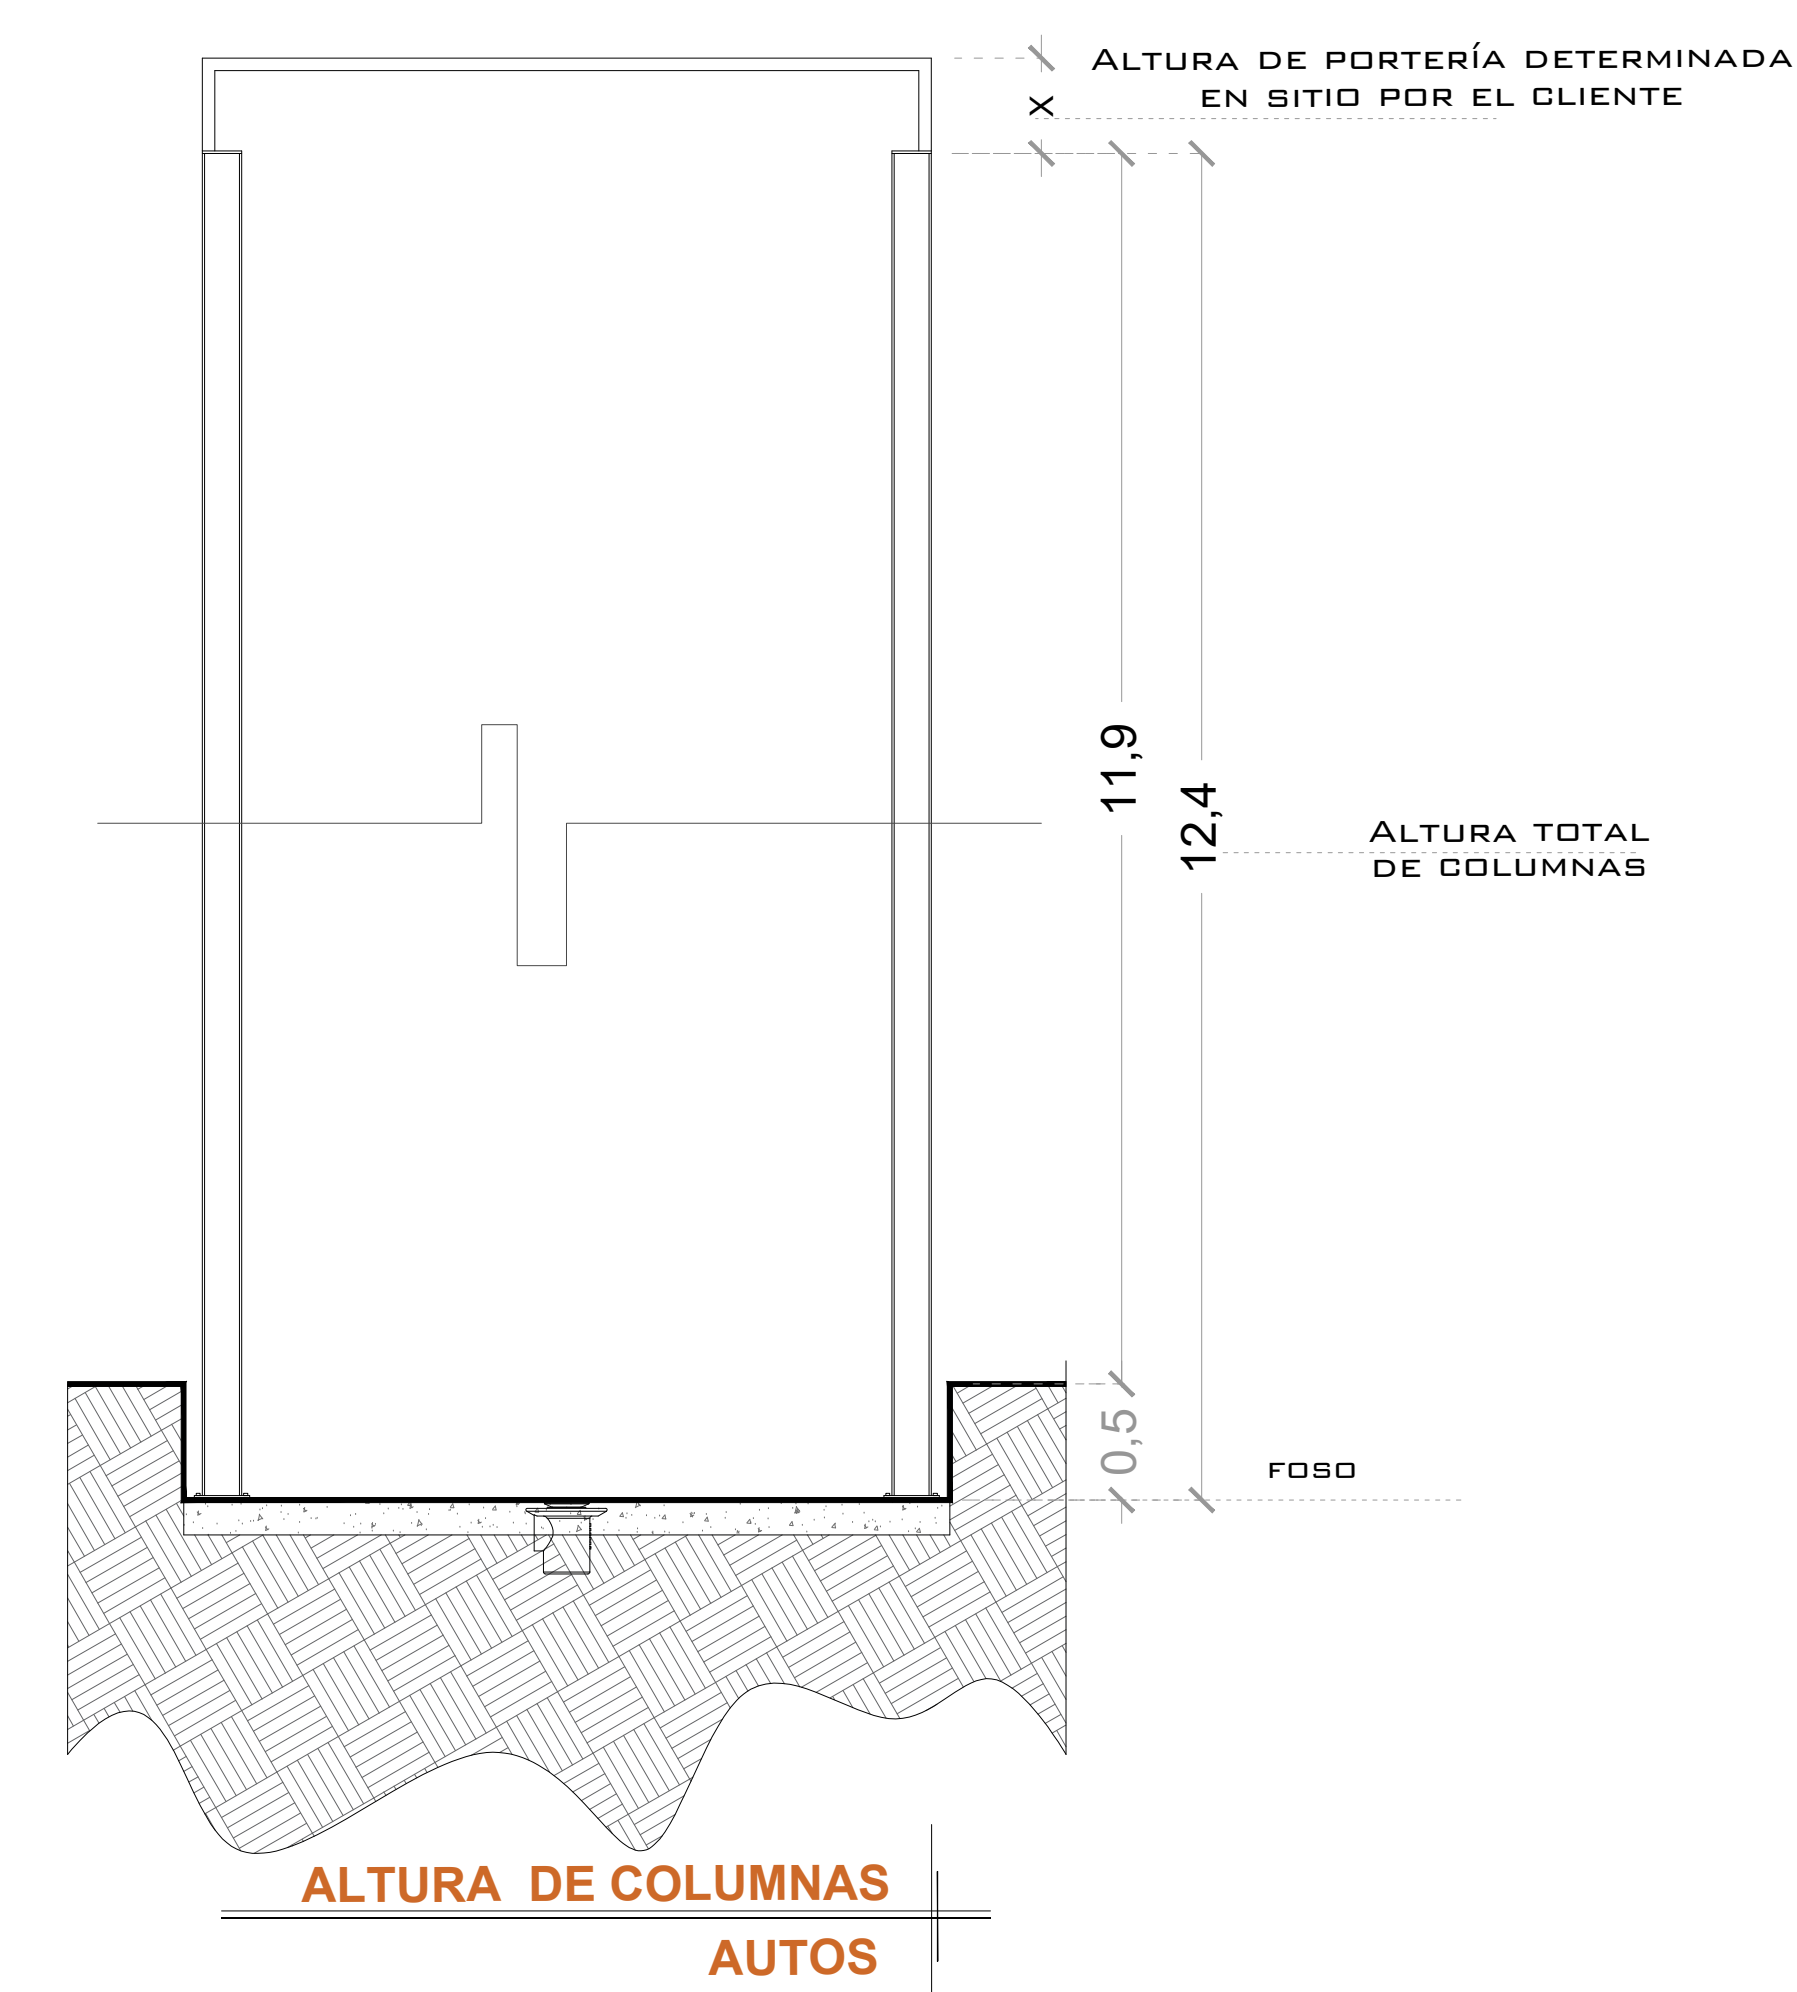 ALTURA DE PORTERÍA DETERMINADA
EN SITIO POR EL CLIENTE
X
11,9
12,4
ALTURA TOTAL
DE COLUMNAS
0,5
FOSO
ALTURA DE COLUMNAS
AUTOS